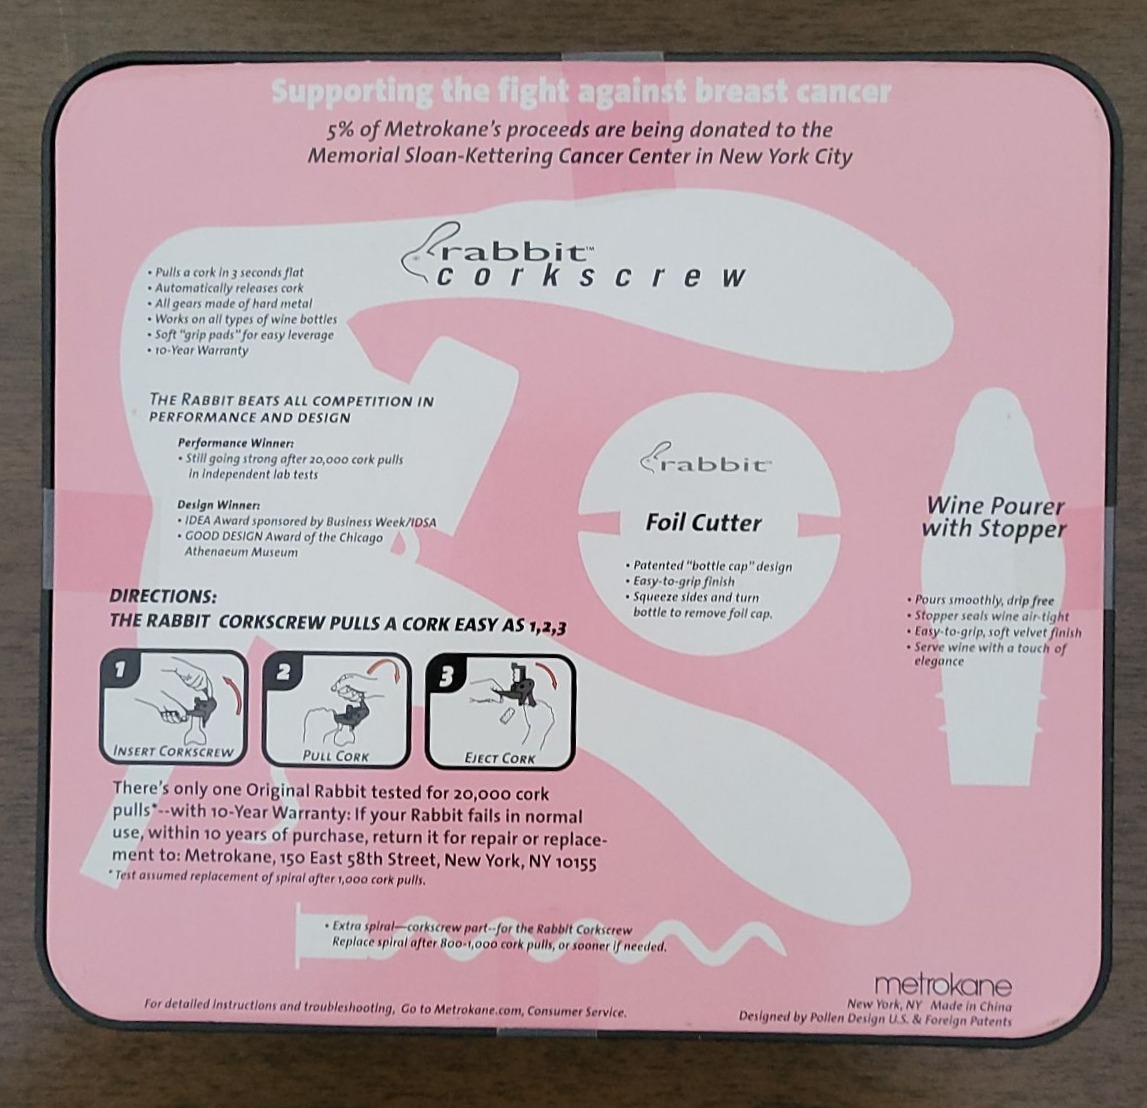 Supporting the fight against breast cancer
5% of Metrokane's proceeds are being donated to the
Memorial Sloan-Kettering Cancer Center in New York City
rabbit™
corkscrew
• Pulls a cork in 3 seconds flat
• Automatically releases cork
• All gears made of hard metal
• Works on all types of wine bottles
• Soft "grip pads" for easy leverage
• 10-Year Warranty
THE RABBIT BEATS ALL COMPETITION IN
PERFORMANCE AND DESIGN
Performance Winner:
• Still going strong after 20,000 cork pulls
in independent lab tests
Design Winner:
• IDEA Award sponsored by Business Week/IDSA
• GOOD DESIGN Award of the Chicago
Athenaeum Museum
rabbit™
Foil Cutter
• Patented "bottle cap" design
• Easy-to-grip finish
• Squeeze sides and turn
bottle to remove foil cap.
Wine Pourer
with Stopper
• Pours smoothly, drip free
• Stopper seals wine air-tight
• Easy-to-grip, soft velvet finish
• Serve wine with a touch of
elegance
DIRECTIONS:
THE RABBIT CORKSCREW PULLS A CORK EASY AS 1,2,3
1
INSERT CORKSCREW
2
PULL CORK
3
EJECT CORK
There's only one Original Rabbit tested for 20,000 cork
pulls*--with 10-Year Warranty: If your Rabbit fails in normal
use, within 10 years of purchase, return it for repair or replace-
ment to: Metrokane, 150 East 58th Street, New York, NY 10155
*Test assumed replacement of spiral after 1,000 cork pulls.
• Extra spiral—corkscrew part--for the Rabbit Corkscrew
Replace spiral after 800-1,000 cork pulls, or sooner if needed.
For detailed instructions and troubleshooting, Go to Metrokane.com, Consumer Service.
metrokane
New York, NY Made in China
Designed by Pollen Design U.S. & Foreign Patents